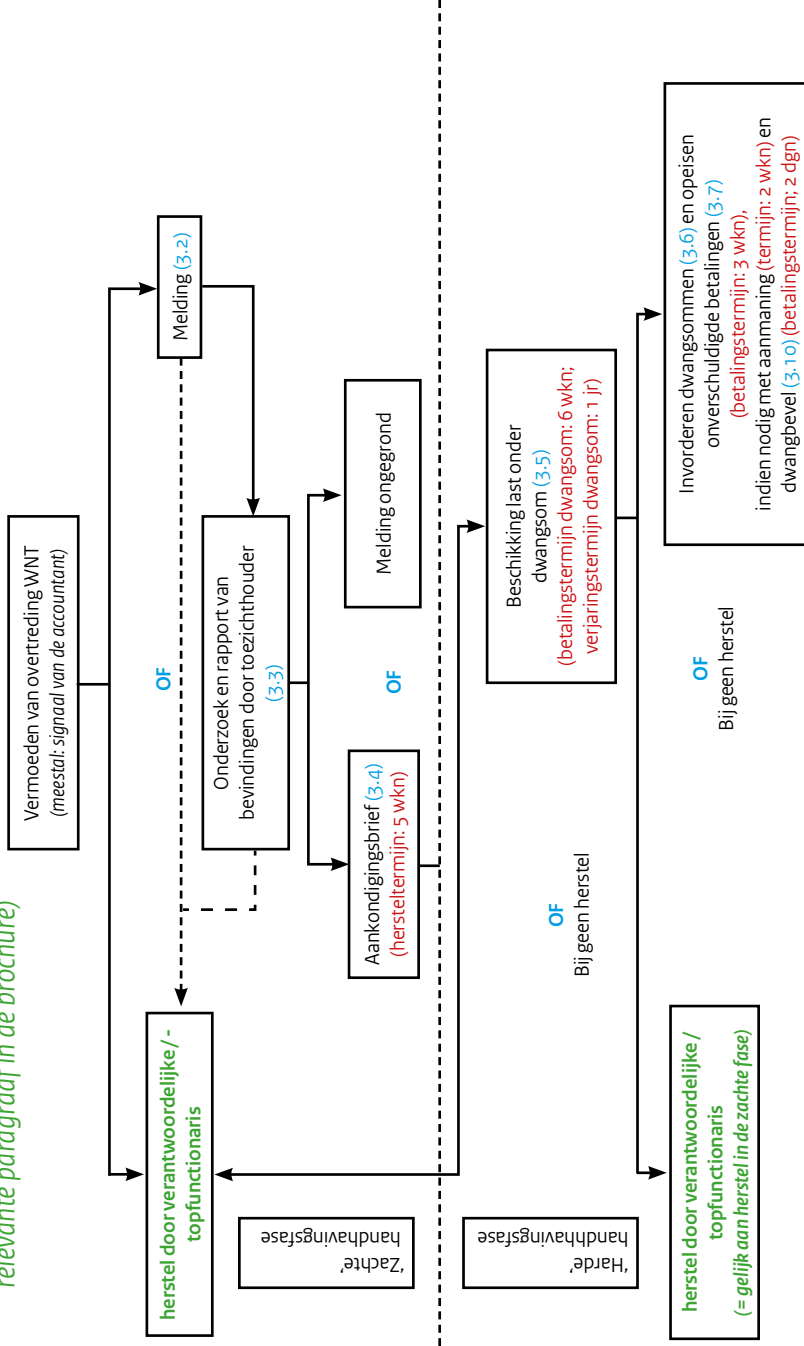 relevante paragraaf in de brochure)
Vermoeden van overtreding WNT
(meestal: signaal van de accountant)
herstel door verantwoordelijke/ -
topfunctionaris
OF
Melding (3.2)
Onderzoek en rapport van
bevindingen door toezichthouder
(3.3)
'Zachte'
handhavingsfase
Aankondigingsbrief (3.4)
(hersteltermijn: 5 wkn)
OF
Melding ongegrond
'Harde'
handhhavingsfase
OF
Bij geen herstel
Beschikking last onder
dwangsom (3.5)
(betalingstermijn dwangsom: 6 wkn;
verjaringstermijn dwangsom: 1 jr)
herstel door verantwoordelijke /
topfunctionaris
(= gelijk aan herstel in de zachte fase)
OF
Bij geen herstel
Invorderen dwangsommen (3.6) en opeisen
onverschuldigde betalingen (3.7)
(betalingstermijn: 3 wkn),
indien nodig met aanmaning (termijn: 2 wkn) en
dwangbevel (3.10) (betalingstermijn; 2 dgn)